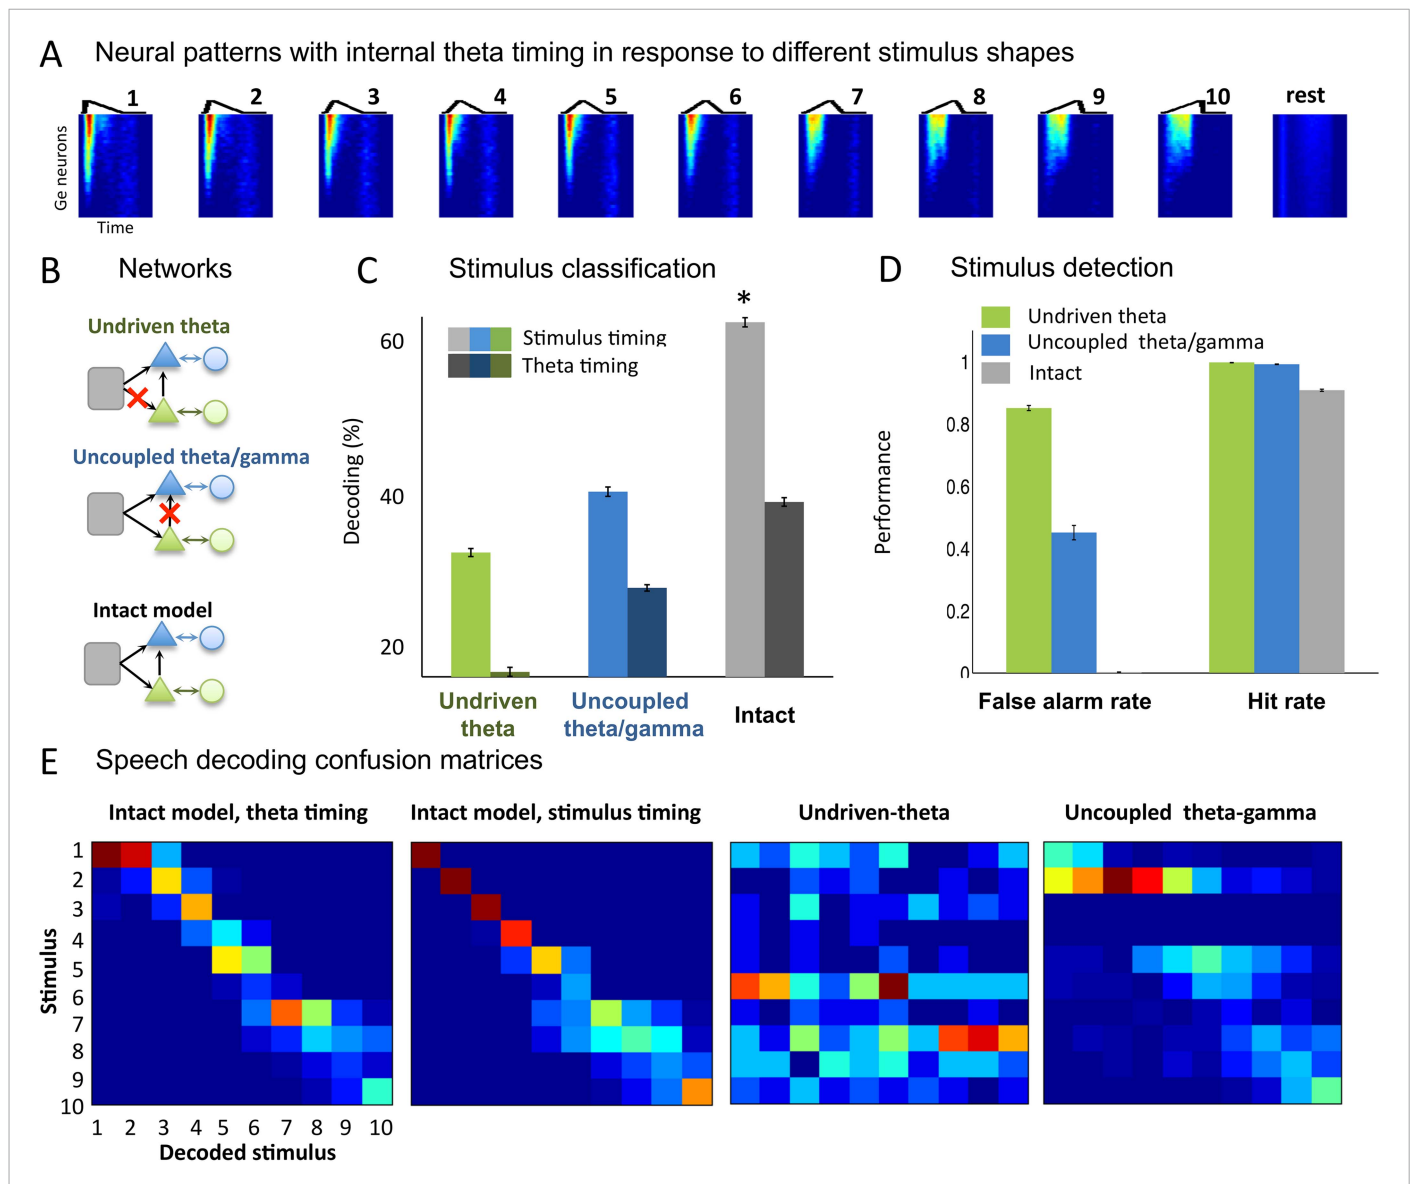 A Neural patterns with internal theta timing in response to different stimulus shapes
1 2 3 4 5 6 7 8 9 10 rest
Ge neurons
Time
B Networks
Undriven theta
Uncoupled theta/gamma
Intact model
C Stimulus classification
*
Stimulus timing
Theta timing
Decoding (%)
60
40
20
Undriven theta
Uncoupled theta/gamma
Intact
D Stimulus detection
Undriven theta
Uncoupled theta/gamma
Intact
Performance
1
0.8
0.6
0.4
0.2
0
False alarm rate
Hit rate
E Speech decoding confusion matrices
Intact model, theta timing
Intact model, stimulus timing
Undriven-theta
Uncoupled theta-gamma
Stimulus
1
2
3
4
5
6
7
8
9
10
1 2 3 4 5 6 7 8 9 10
Decoded stimulus